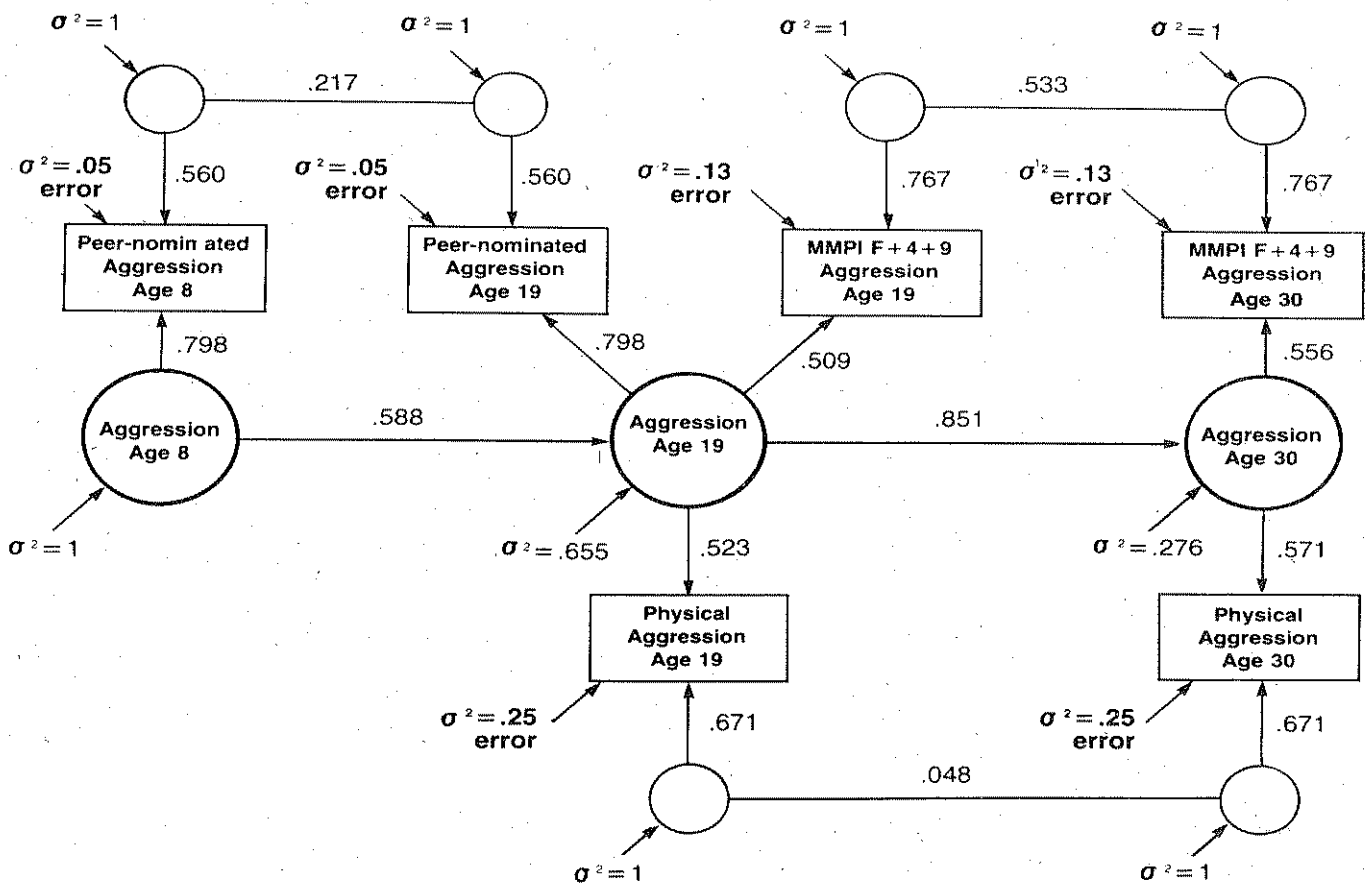 σ² = 1
σ² = 1
σ² = 1
σ² = 1
.217
.533
σ² = .05
error
.560
σ² = .05
error
.560
σ² = .13
error
.767
σ'² = .13
error
.767
Peer-nomin ated
Aggression
Age 8
Peer-nominated
Aggression
Age 19
MMPI F + 4 + 9
Aggression
Age 19
MMPI F + 4 + 9
Aggression
Age 30
.798
.798
.509
.556
Aggression
Age 8
.588
Aggression
Age 19
.851
Aggression
Age 30
σ² = 1
σ² = .655
.523
σ² = .276
.571
Physical
Aggression
Age 19
Physical
Aggression
Age 30
σ² = .25
error
.671
σ² = .25
error
.671
.048
σ² = 1
σ² = 1